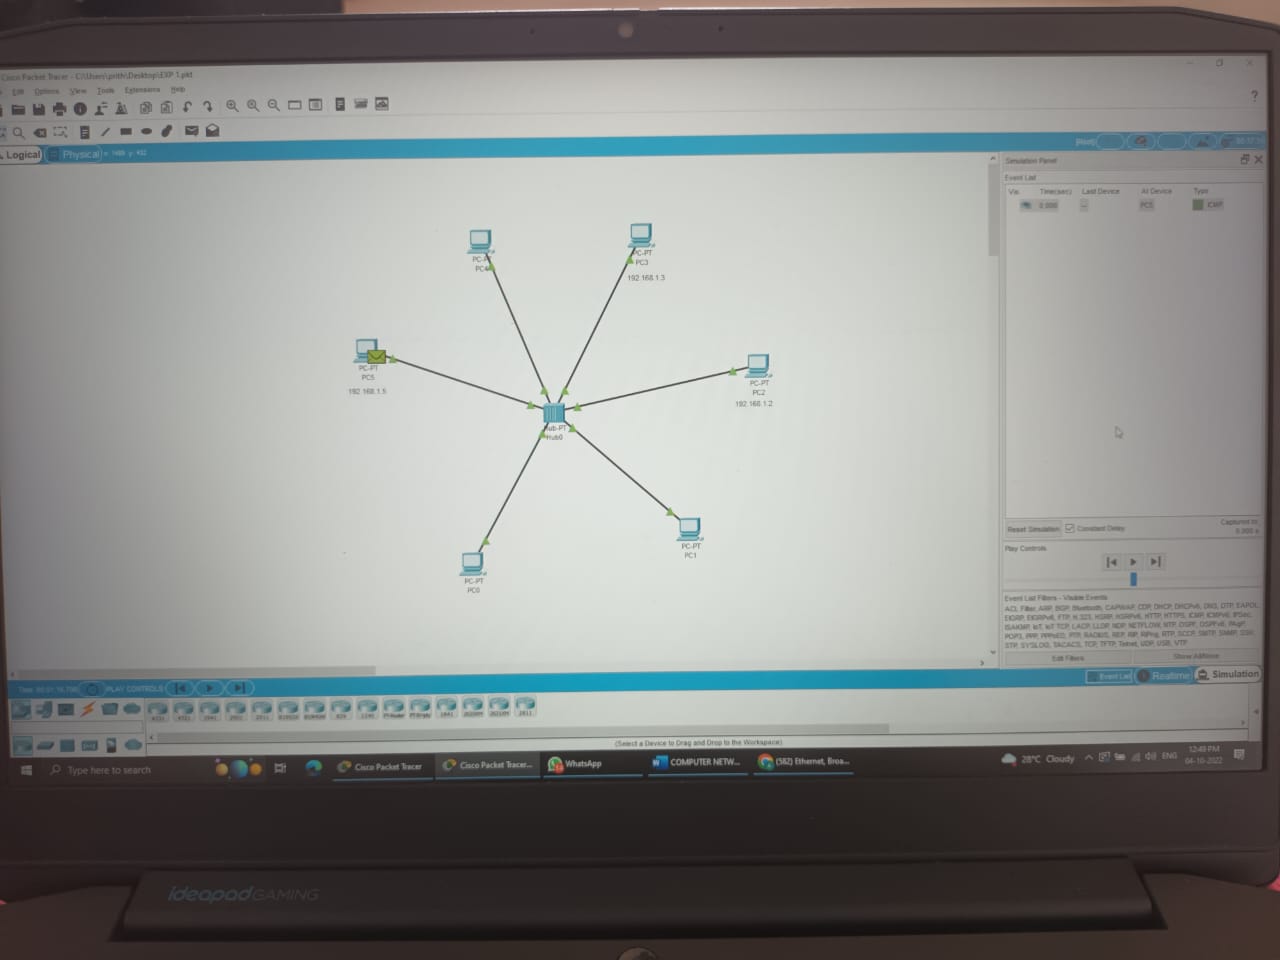 Cisco Packet Tracer - C:\Users\prith\Desktop\EXP 1.pkt
Edit Options View Tools Extensions Help
?
Logical Physical x: 1489 y: 432
[Root]
Simulation Panel
Event List
Vis. Time(sec) Last Device At Device Type
0.000 -- PC5 ICMP
PC-PT
PC4
PC-PT
PC3
192.168.1.3
PC-PT
PC5
192.168.1.5
PC-PT
PC2
192.168.1.2
Hub-PT
Hub0
PC-PT
PC1
PC-PT
PC0
Reset Simulation Constant Delay Captured to:
0.000 s
Play Controls
Event List Filters - Visible Events
ACL Filter, ARP, BGP, Bluetooth, CAPWAP, CDP, DHCP, DHCPv6, DNS, DTP, EAPOL,
EIGRP, EIGRPv6, FTP, H.323, HSRP, HSRPv6, HTTP, HTTPS, ICMP, ICMPv6, IPSec,
ISAKMP, IoT, IoT TCP, LACP, LLDP, NDP, NETFLOW, NTP, OSPF, OSPFv6, PAgP,
POP3, PPP, PPPoED, PTP, RADIUS, REP, RIP, RIPng, RTP, SCCP, SMTP, SNMP, SSH,
STP, SYSLOG, TACACS, TCP, TFTP, Telnet, UDP, USB, VTP
Edit Filters Show All/None
PLAY CONTROLS
Event List Realtime Simulation
4331 4321 1941 2901 2911 829 1240 PT-Router PT-Empty 1841 2620XM 2621XM 2811
(Select a Device to Drag and Drop to the Workspace)
Type here to search
Cisco Packet Tracer
Cisco Packet Tracer...
WhatsApp
COMPUTER NETW...
(582) Ethernet, Broa...
28°C Cloudy
ENG
12:49 PM
04-10-2022
ideapad GAMING